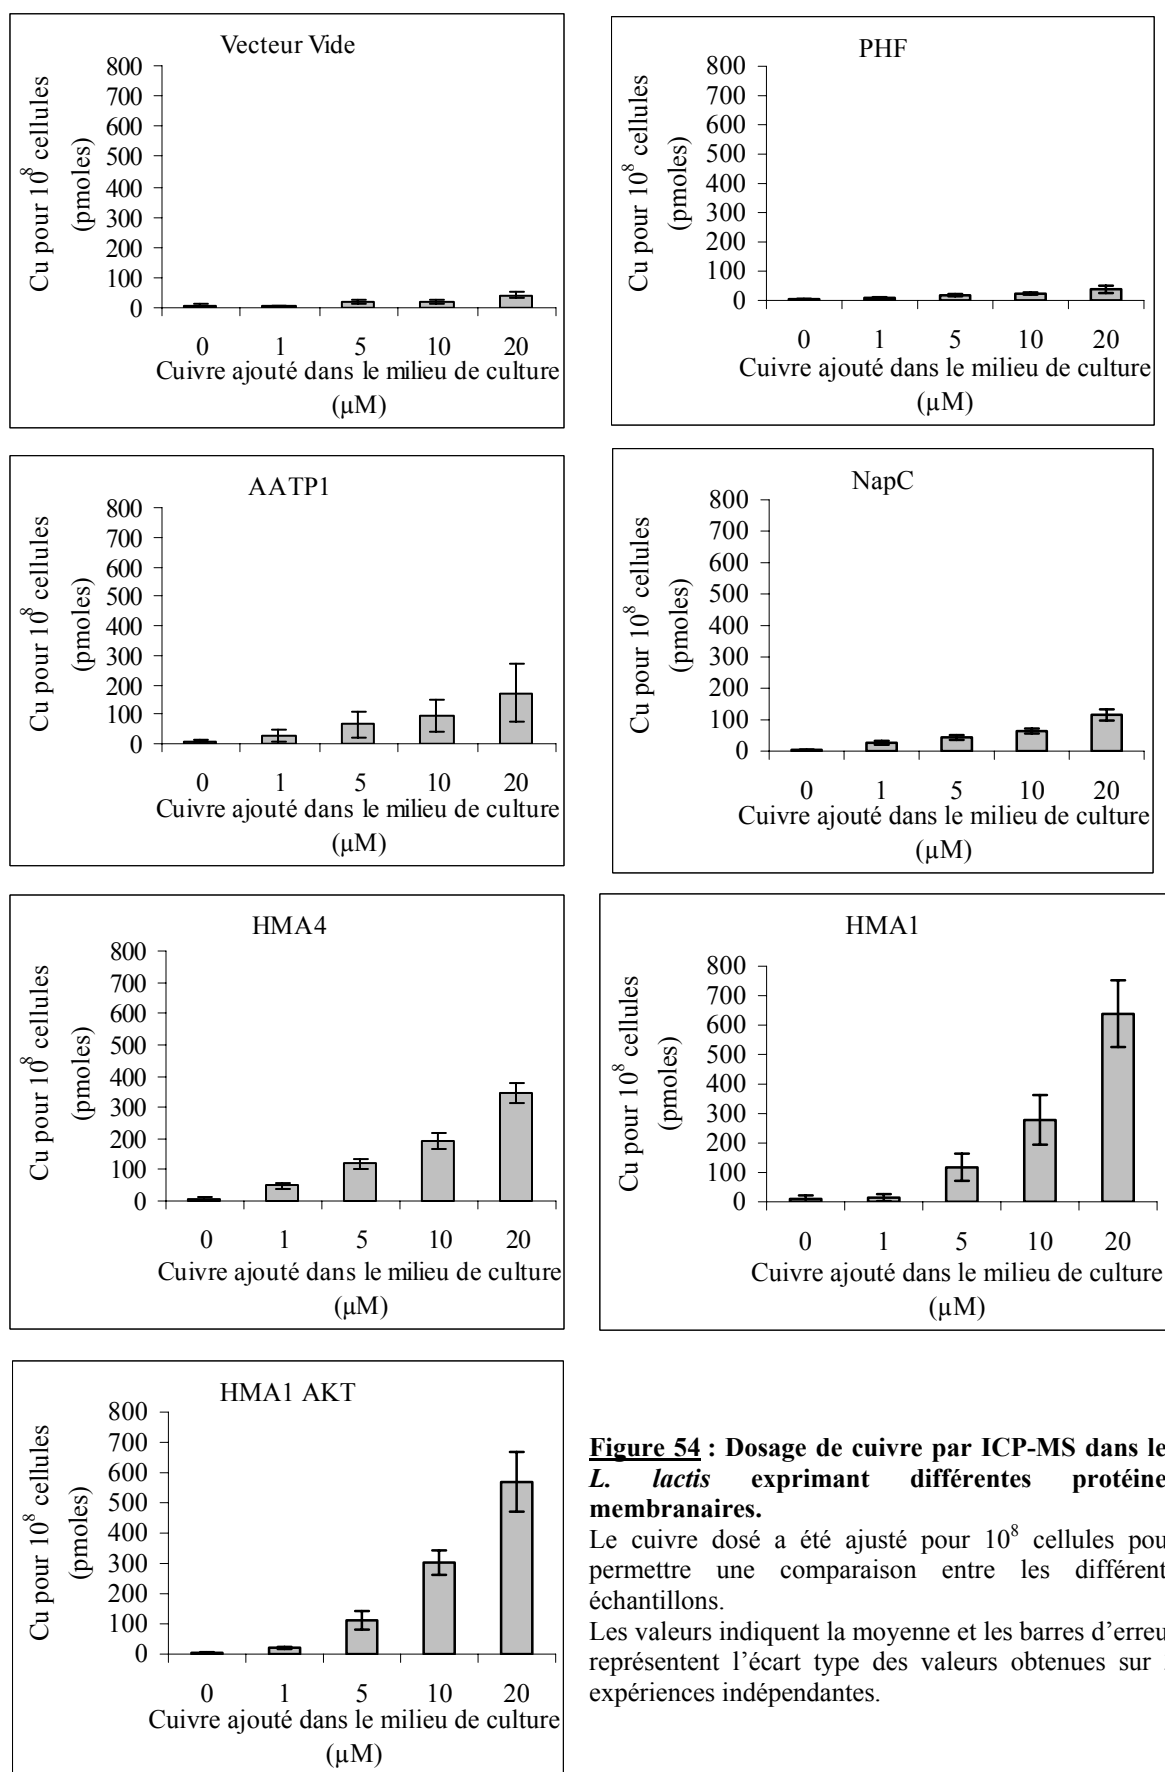 Vecteur Vide
Cu pour 10⁸ cellules
(pmoles)
800
700
600
500
400
300
200
100
0
0 1 5 10 20
Cuivre ajouté dans le milieu de culture
(µM)
PHF
Cu pour 10⁸ cellules
(pmoles)
800
700
600
500
400
300
200
100
0
0 1 5 10 20
Cuivre ajouté dans le milieu de culture
(µM)
AATP1
Cu pour 10⁸ cellules
(pmoles)
800
700
600
500
400
300
200
100
0
0 1 5 10 20
Cuivre ajouté dans le milieu de culture
(µM)
NapC
Cu pour 10⁸ cellules
(pmoles)
800
700
600
500
400
300
200
100
0
0 1 5 10 20
Cuivre ajouté dans le milieu de culture
(µM)
HMA4
Cu pour 10⁸ cellules
(pmoles)
800
700
600
500
400
300
200
100
0
0 1 5 10 20
Cuivre ajouté dans le milieu de culture
(µM)
HMA1
Cu pour 10⁸ cellules
(pmoles)
800
700
600
500
400
300
200
100
0
0 1 5 10 20
Cuivre ajouté dans le milieu de culture
(µM)
HMA1 AKT
Cu pour 10⁸ cellules
(pmoles)
800
700
600
500
400
300
200
100
0
0 1 5 10 20
Cuivre ajouté dans le milieu de culture
(µM)
Figure 54 : Dosage de cuivre par ICP-MS dans le
L. lactis exprimant différentes protéine
membranaires.
Le cuivre dosé a été ajusté pour 10⁸ cellules pou
permettre une comparaison entre les différent
échantillons.
Les valeurs indiquent la moyenne et les barres d'erreu
représentent l'écart type des valeurs obtenues sur
expériences indépendantes.